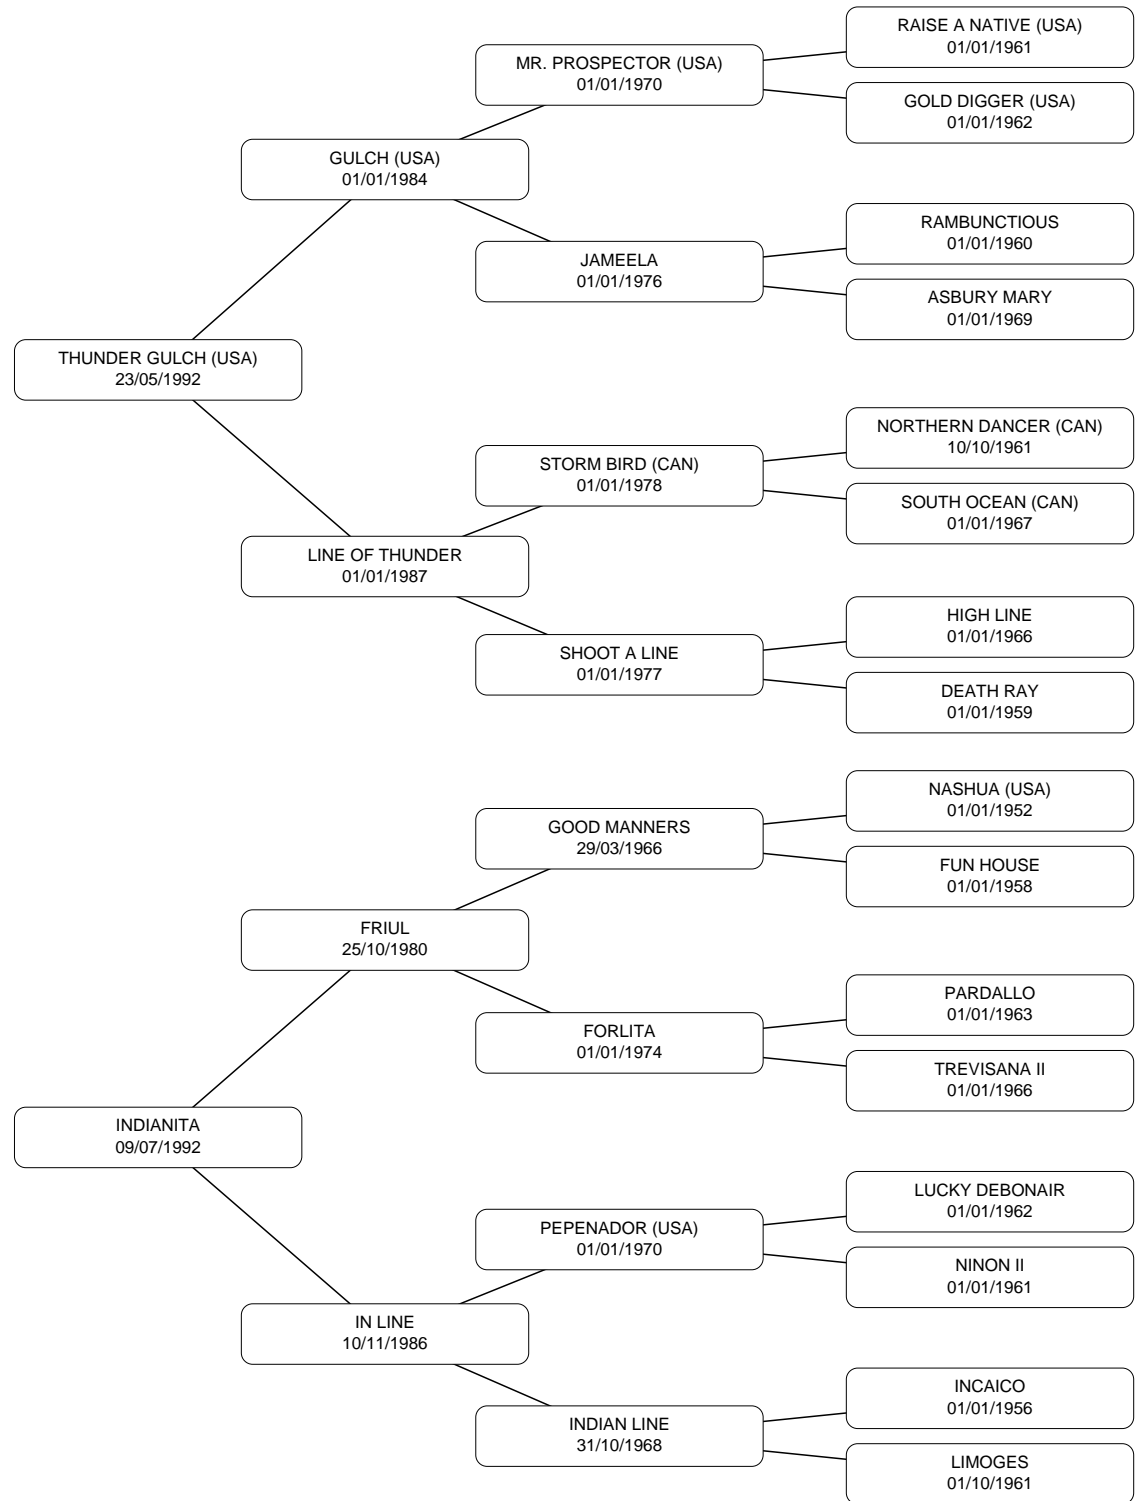 RAISE A NATIVE (USA)
01/01/1961
MR. PROSPECTOR (USA)
01/01/1970
GOLD DIGGER (USA)
01/01/1962
GULCH (USA)
01/01/1984
RAMBUNCTIOUS
01/01/1960
JAMEELA
01/01/1976
ASBURY MARY
01/01/1969
THUNDER GULCH (USA)
23/05/1992
NORTHERN DANCER (CAN)
10/10/1961
STORM BIRD (CAN)
01/01/1978
SOUTH OCEAN (CAN)
01/01/1967
LINE OF THUNDER
01/01/1987
HIGH LINE
01/01/1966
SHOOT A LINE
01/01/1977
DEATH RAY
01/01/1959
NASHUA (USA)
01/01/1952
GOOD MANNERS
29/03/1966
FUN HOUSE
01/01/1958
FRIUL
25/10/1980
PARDALLO
01/01/1963
FORLITA
01/01/1974
TREVISANA II
01/01/1966
INDIANITA
09/07/1992
LUCKY DEBONAIR
01/01/1962
PEPENADOR (USA)
01/01/1970
NINON II
01/01/1961
IN LINE
10/11/1986
INCAICO
01/01/1956
INDIAN LINE
31/10/1968
LIMOGES
01/10/1961